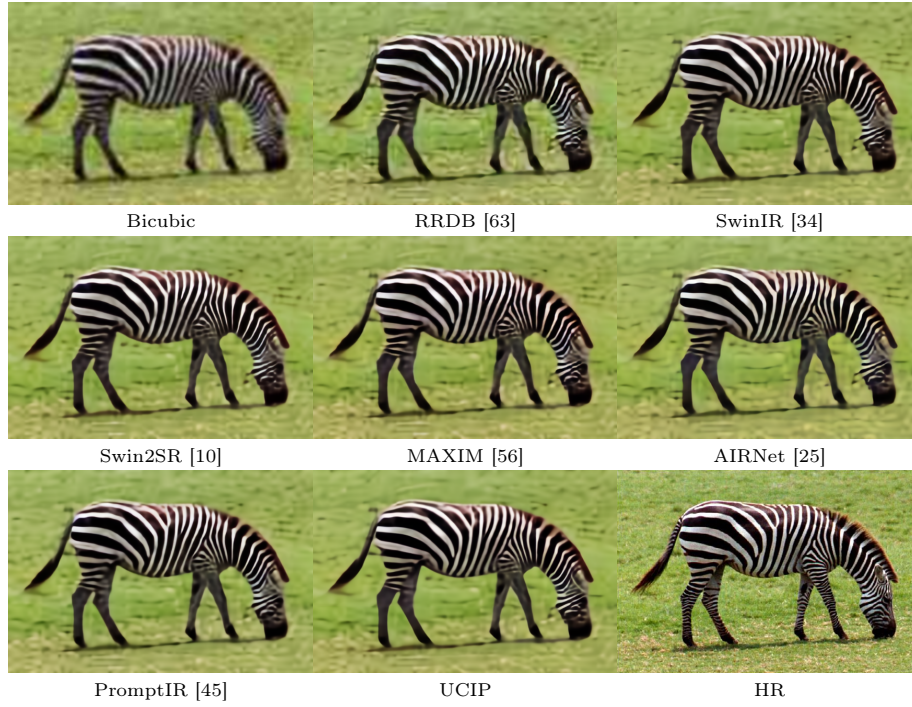 Bicubic
RRDB [63]
SwinIR [34]
Swin2SR [10]
MAXIM [56]
AIRNet [25]
PromptIR [45]
UCIP
HR